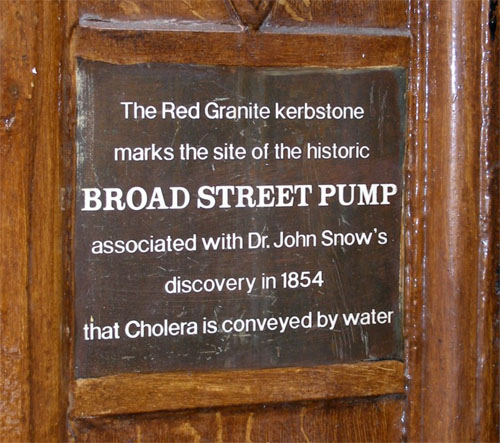 The Red Granite kerbstone
marks the site of the historic
BROAD STREET PUMP
associated with Dr. John Snow's
discovery in 1854
that Cholera is conveyed by water